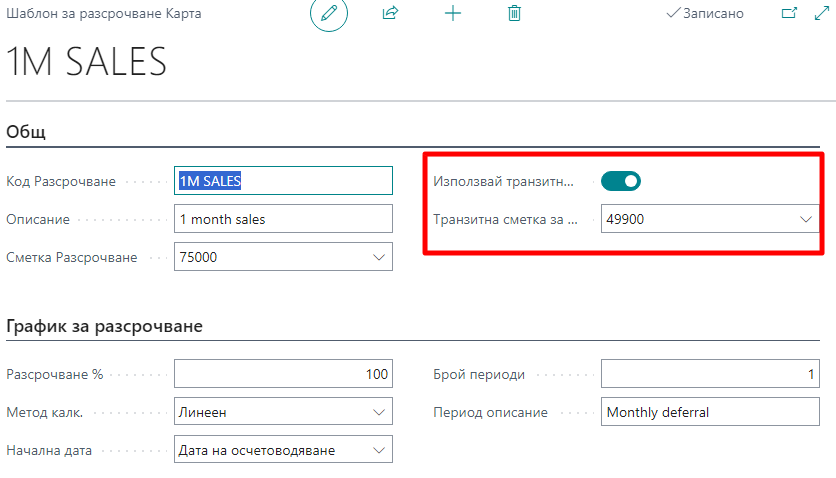 Шаблон за разсрочване Карта
Записано
1M SALES
Общ
Код Разсрочване 1M SALES
Използвай транзитн...
Описание 1 month sales
Транзитна сметка за ... 49900
Сметка Разсрочване 75000
График за разсрочване
Разсрочване % 100
Брой периоди 1
Метод калк. Линеен
Период описание Monthly deferral
Начална дата Дата на осчетоводяване